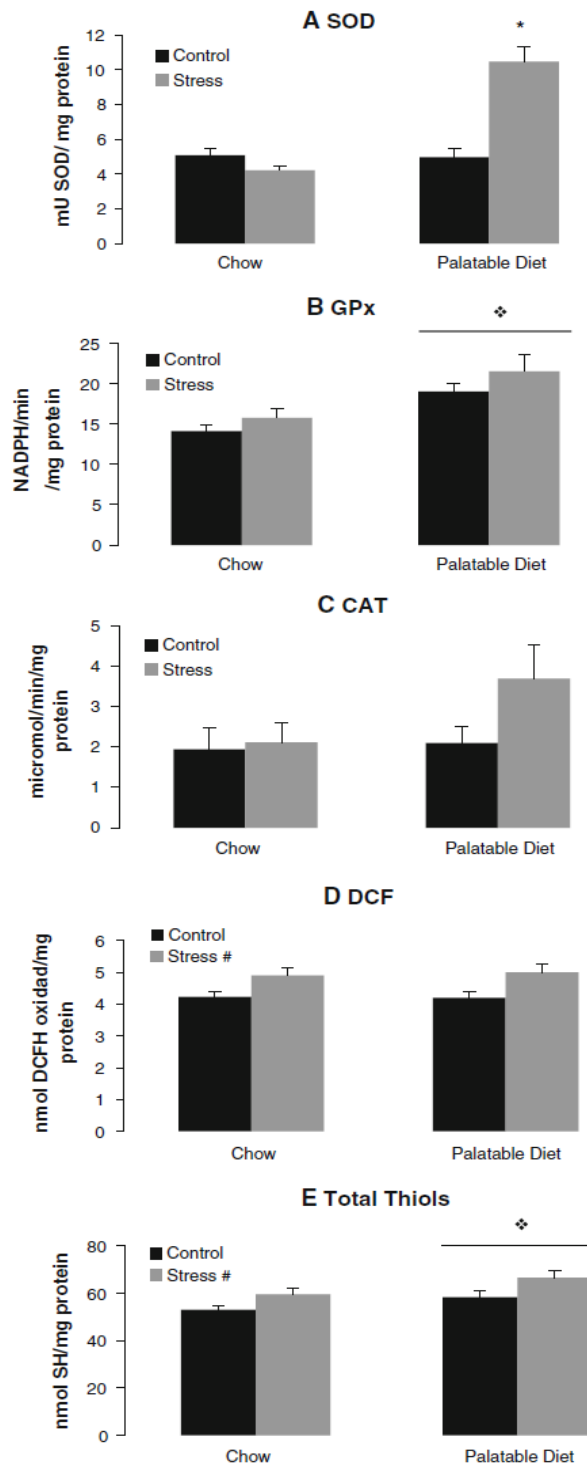 A SOD
12
10
8
6
4
2
0
mU SOD/ mg protein
Control
Stress
*
Chow
Palatable Diet
B GPx
25
20
15
10
5
0
NADPH/min
/mg protein
Control
Stress
❖
Chow
Palatable Diet
C CAT
5
4
3
2
1
0
micromol/min/mg
protein
Control
Stress
Chow
Palatable Diet
D DCF
6
5
4
3
2
1
0
nmol DCFH oxidad/mg
protein
Control
Stress #
Chow
Palatable Diet
E Total Thiols
80
60
40
20
0
nmol SH/mg protein
Control
Stress #
❖
Chow
Palatable Diet